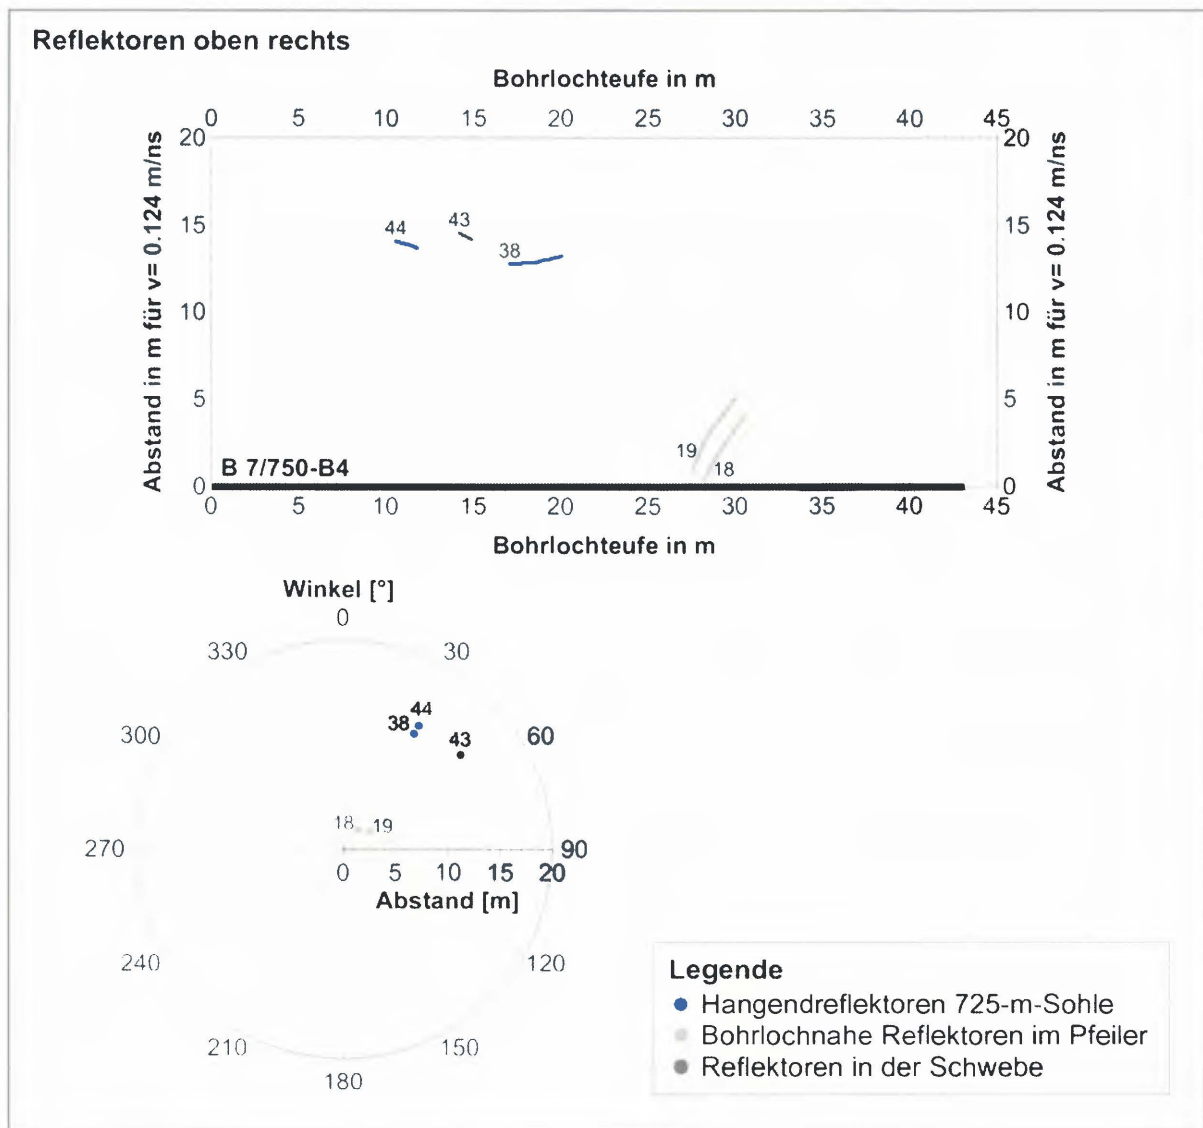 Reflektoren oben rechts
Bohrlochteufe in m
0 5 10 15 20 25 30 35 40 45
20 20
15 15
10 10
5 5
0 0
Abstand in m für v= 0.124 m/ns
Abstand in m für v= 0.124 m/ns
44
43
38
19
18
B 7/750-B4
0 5 10 15 20 25 30 35 40 45
Bohrlochteufe in m
Winkel [°]
0
330 30
44
38
43
300 60
18 19
270 90
0 5 10 15 20
Abstand [m]
240 120
210 150
180
Legende
Hangendreflektoren 725-m-Sohle
Bohrlochnahe Reflektoren im Pfeiler
Reflektoren in der Schwebe